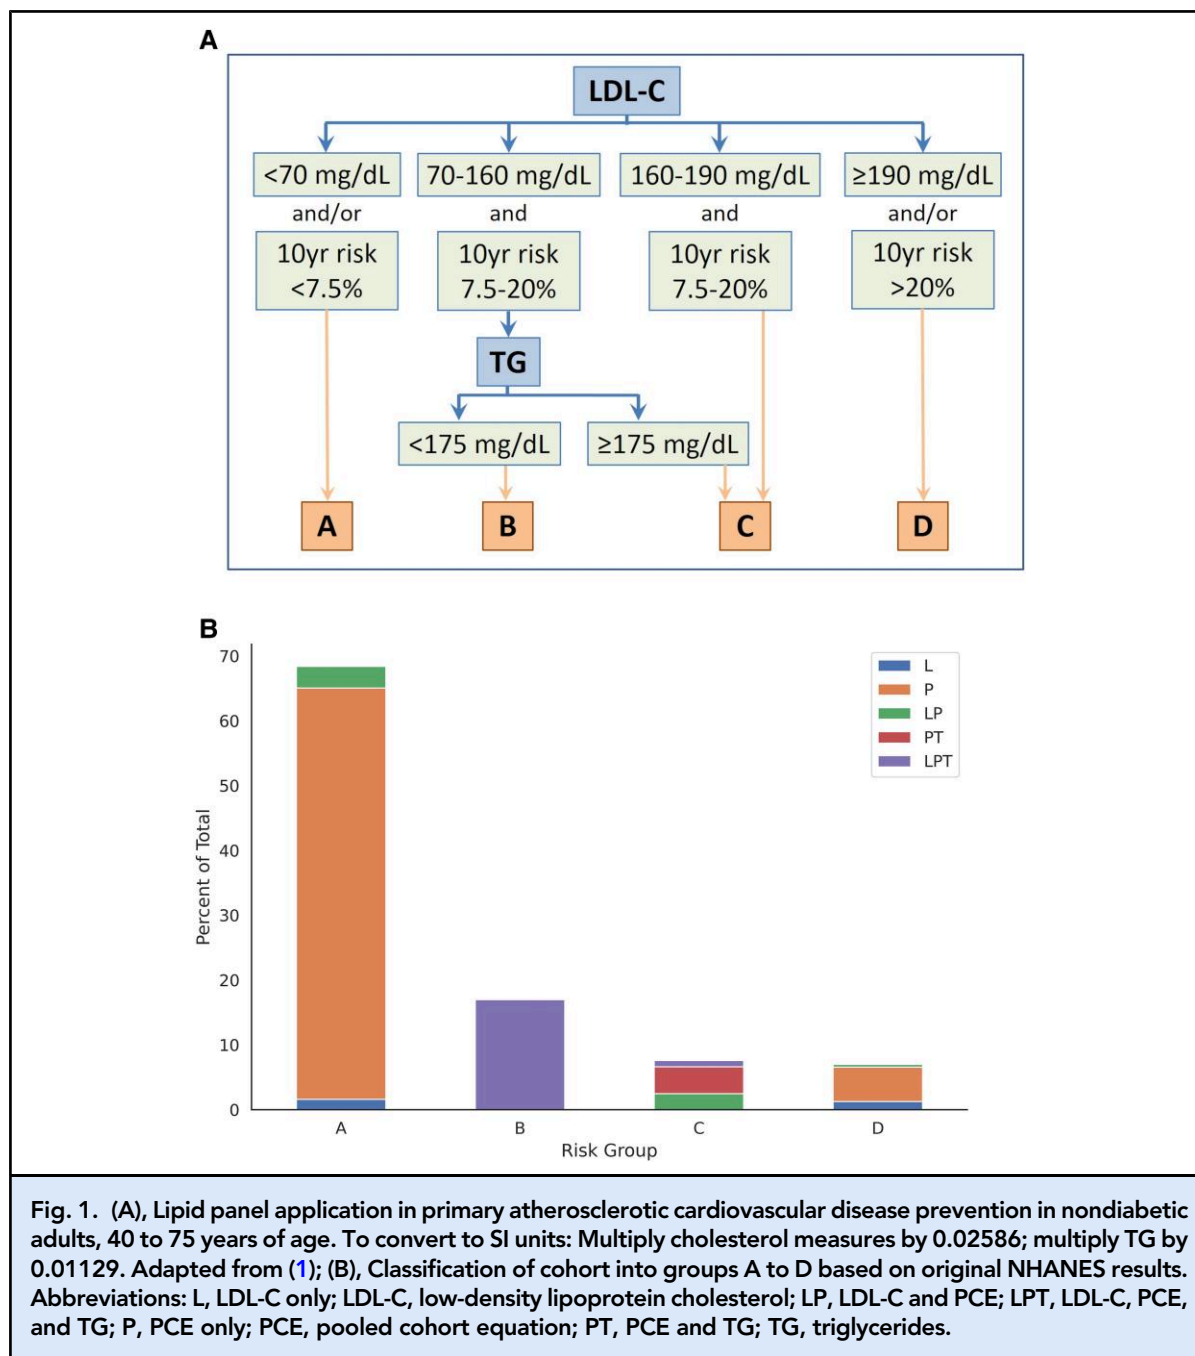 A
LDL-C
<70 mg/dL
70-160 mg/dL
160-190 mg/dL
≥190 mg/dL
and/or
and
and
and/or
10yr risk
<7.5%
10yr risk
7.5-20%
10yr risk
7.5-20%
10yr risk
>20%
TG
<175 mg/dL
≥175 mg/dL
A
B
C
D
B
70
60
50
40
30
20
10
0
Percent of Total
L
P
LP
PT
LPT
A
B
C
D
Risk Group
Fig. 1. (A), Lipid panel application in primary atherosclerotic cardiovascular disease prevention in nondiabetic
adults, 40 to 75 years of age. To convert to SI units: Multiply cholesterol measures by 0.02586; multiply TG by
0.01129. Adapted from (1); (B), Classification of cohort into groups A to D based on original NHANES results.
Abbreviations: L, LDL-C only; LDL-C, low-density lipoprotein cholesterol; LP, LDL-C and PCE; LPT, LDL-C, PCE,
and TG; P, PCE only; PCE, pooled cohort equation; PT, PCE and TG; TG, triglycerides.